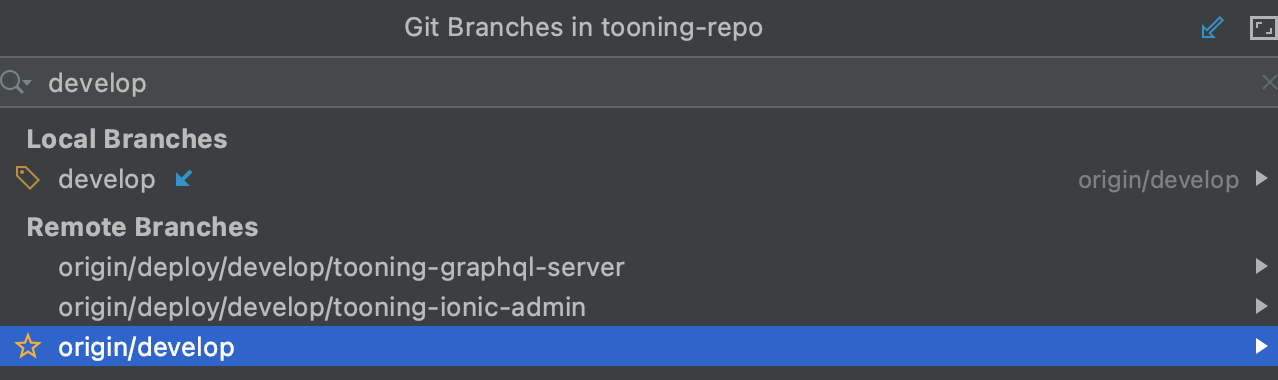 Git Branches in tooning-repo
develop
Local Branches
develop origin/develop
Remote Branches
origin/deploy/develop/tooning-graphql-server
origin/deploy/develop/tooning-ionic-admin
origin/develop